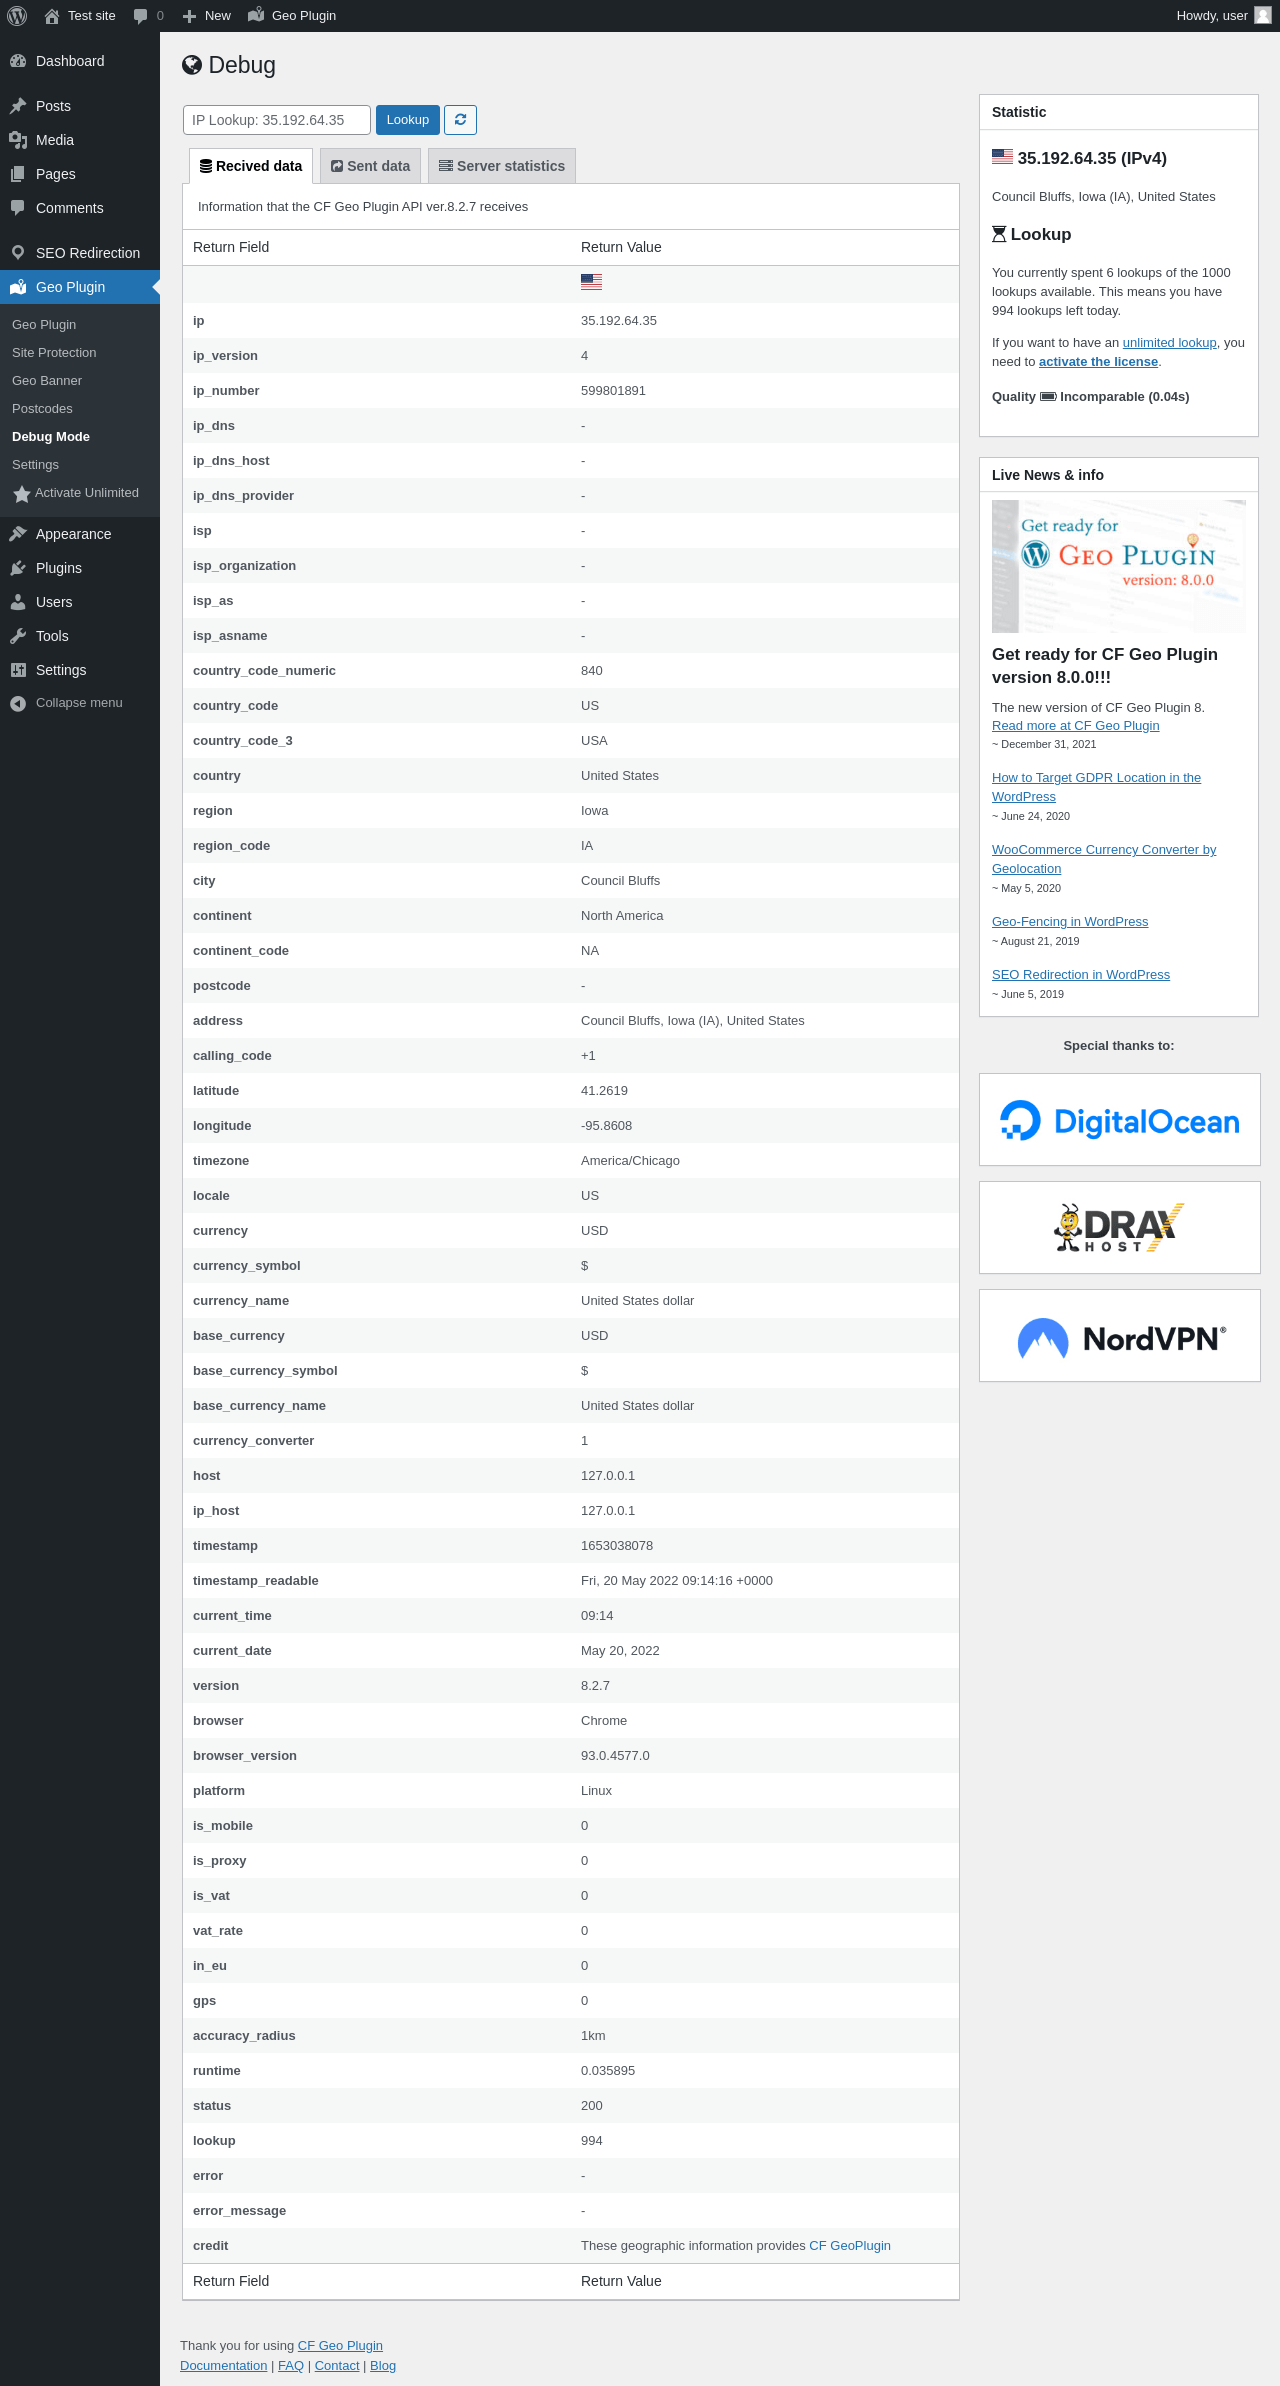 Test site
0
New
Geo Plugin
Howdy, user
Dashboard
Posts
Media
Pages
Comments
SEO Redirection
Geo Plugin
Geo Plugin
Site Protection
Geo Banner
Postcodes
Debug Mode
Settings
Activate Unlimited
Appearance
Plugins
Users
Tools
Settings
Collapse menu
Debug
IP Lookup: 35.192.64.35
Lookup
Recived data
Sent data
Server statistics
Information that the CF Geo Plugin API ver.8.2.7 receives
Return Field Return Value
ip 35.192.64.35
ip_version 4
ip_number 599801891
ip_dns -
ip_dns_host -
ip_dns_provider -
isp -
isp_organization -
isp_as -
isp_asname -
country_code_numeric 840
country_code US
country_code_3 USA
country United States
region Iowa
region_code IA
city Council Bluffs
continent North America
continent_code NA
postcode -
address Council Bluffs, Iowa (IA), United States
calling_code +1
latitude 41.2619
longitude -95.8608
timezone America/Chicago
locale US
currency USD
currency_symbol $
currency_name United States dollar
base_currency USD
base_currency_symbol $
base_currency_name United States dollar
currency_converter 1
host 127.0.0.1
ip_host 127.0.0.1
timestamp 1653038078
timestamp_readable Fri, 20 May 2022 09:14:16 +0000
current_time 09:14
current_date May 20, 2022
version 8.2.7
browser Chrome
browser_version 93.0.4577.0
platform Linux
is_mobile 0
is_proxy 0
is_vat 0
vat_rate 0
in_eu 0
gps 0
accuracy_radius 1km
runtime 0.035895
status 200
lookup 994
error -
error_message -
credit These geographic information provides CF GeoPlugin
Return Field Return Value
Statistic
35.192.64.35 (IPv4)
Council Bluffs, Iowa (IA), United States
Lookup
You currently spent 6 lookups of the 1000
lookups available. This means you have
994 lookups left today.
If you want to have an unlimited lookup, you
need to activate the license.
Quality Incomparable (0.04s)
Live News & info
Get ready for
GEO PLUGIN
version: 8.0.0
Get ready for CF Geo Plugin
version 8.0.0!!!
The new version of CF Geo Plugin 8.
Read more at CF Geo Plugin
~ December 31, 2021
How to Target GDPR Location in the
WordPress
~ June 24, 2020
WooCommerce Currency Converter by
Geolocation
~ May 5, 2020
Geo-Fencing in WordPress
~ August 21, 2019
SEO Redirection in WordPress
~ June 5, 2019
Special thanks to:
DigitalOcean
DRAY
HOST
NordVPN®
Thank you for using CF Geo Plugin
Documentation | FAQ | Contact | Blog